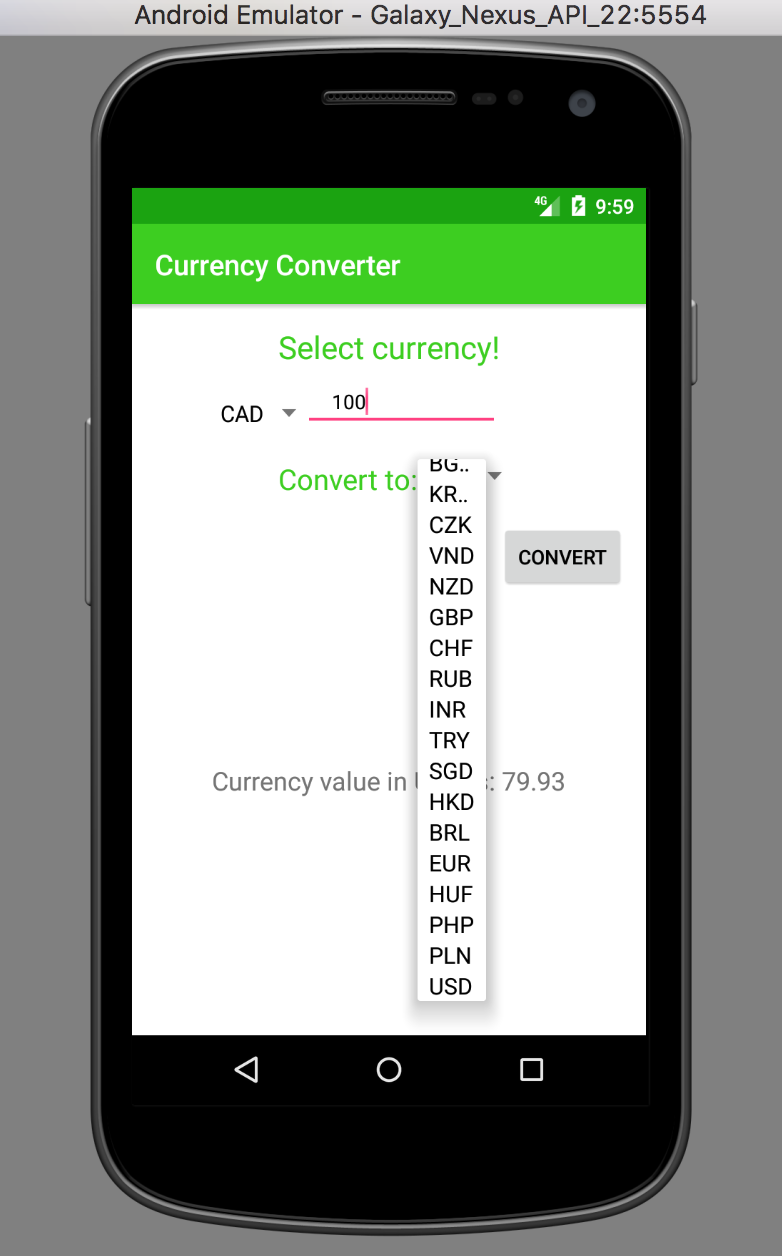 Android Emulator - Galaxy_Nexus_API_22:5554
4G 9:59
Currency Converter
Select currency!
CAD 100
Convert to:
BG..
KR..
CZK
VND
CONVERT
NZD
GBP
CHF
RUB
INR
TRY
SGD
Currency value in : 79.93
HKD
BRL
EUR
HUF
PHP
PLN
USD